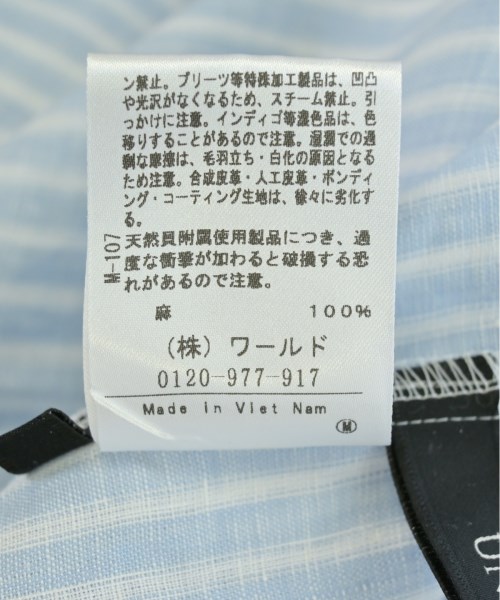 ン禁止。プリーツ等特殊加工製品は、凹凸
や光沢がなくなるため、スチーム禁止。引
っかけに注意。インディゴ等濃色品は、色
移りすることがあるので注意。湿潤での過
剰な摩擦は、毛羽立ち・白化の原因となる
ため注意。合成皮革・人工皮革・ボンディ
ング・コーティング生地は、徐々に劣化す
る。
M-107
天然貝附属使用製品につき、過
度な衝撃が加わると破損する恐
れがあるので注意。
麻 100%
（株）ワールド
0120-977-917
Made in Viet Nam
M